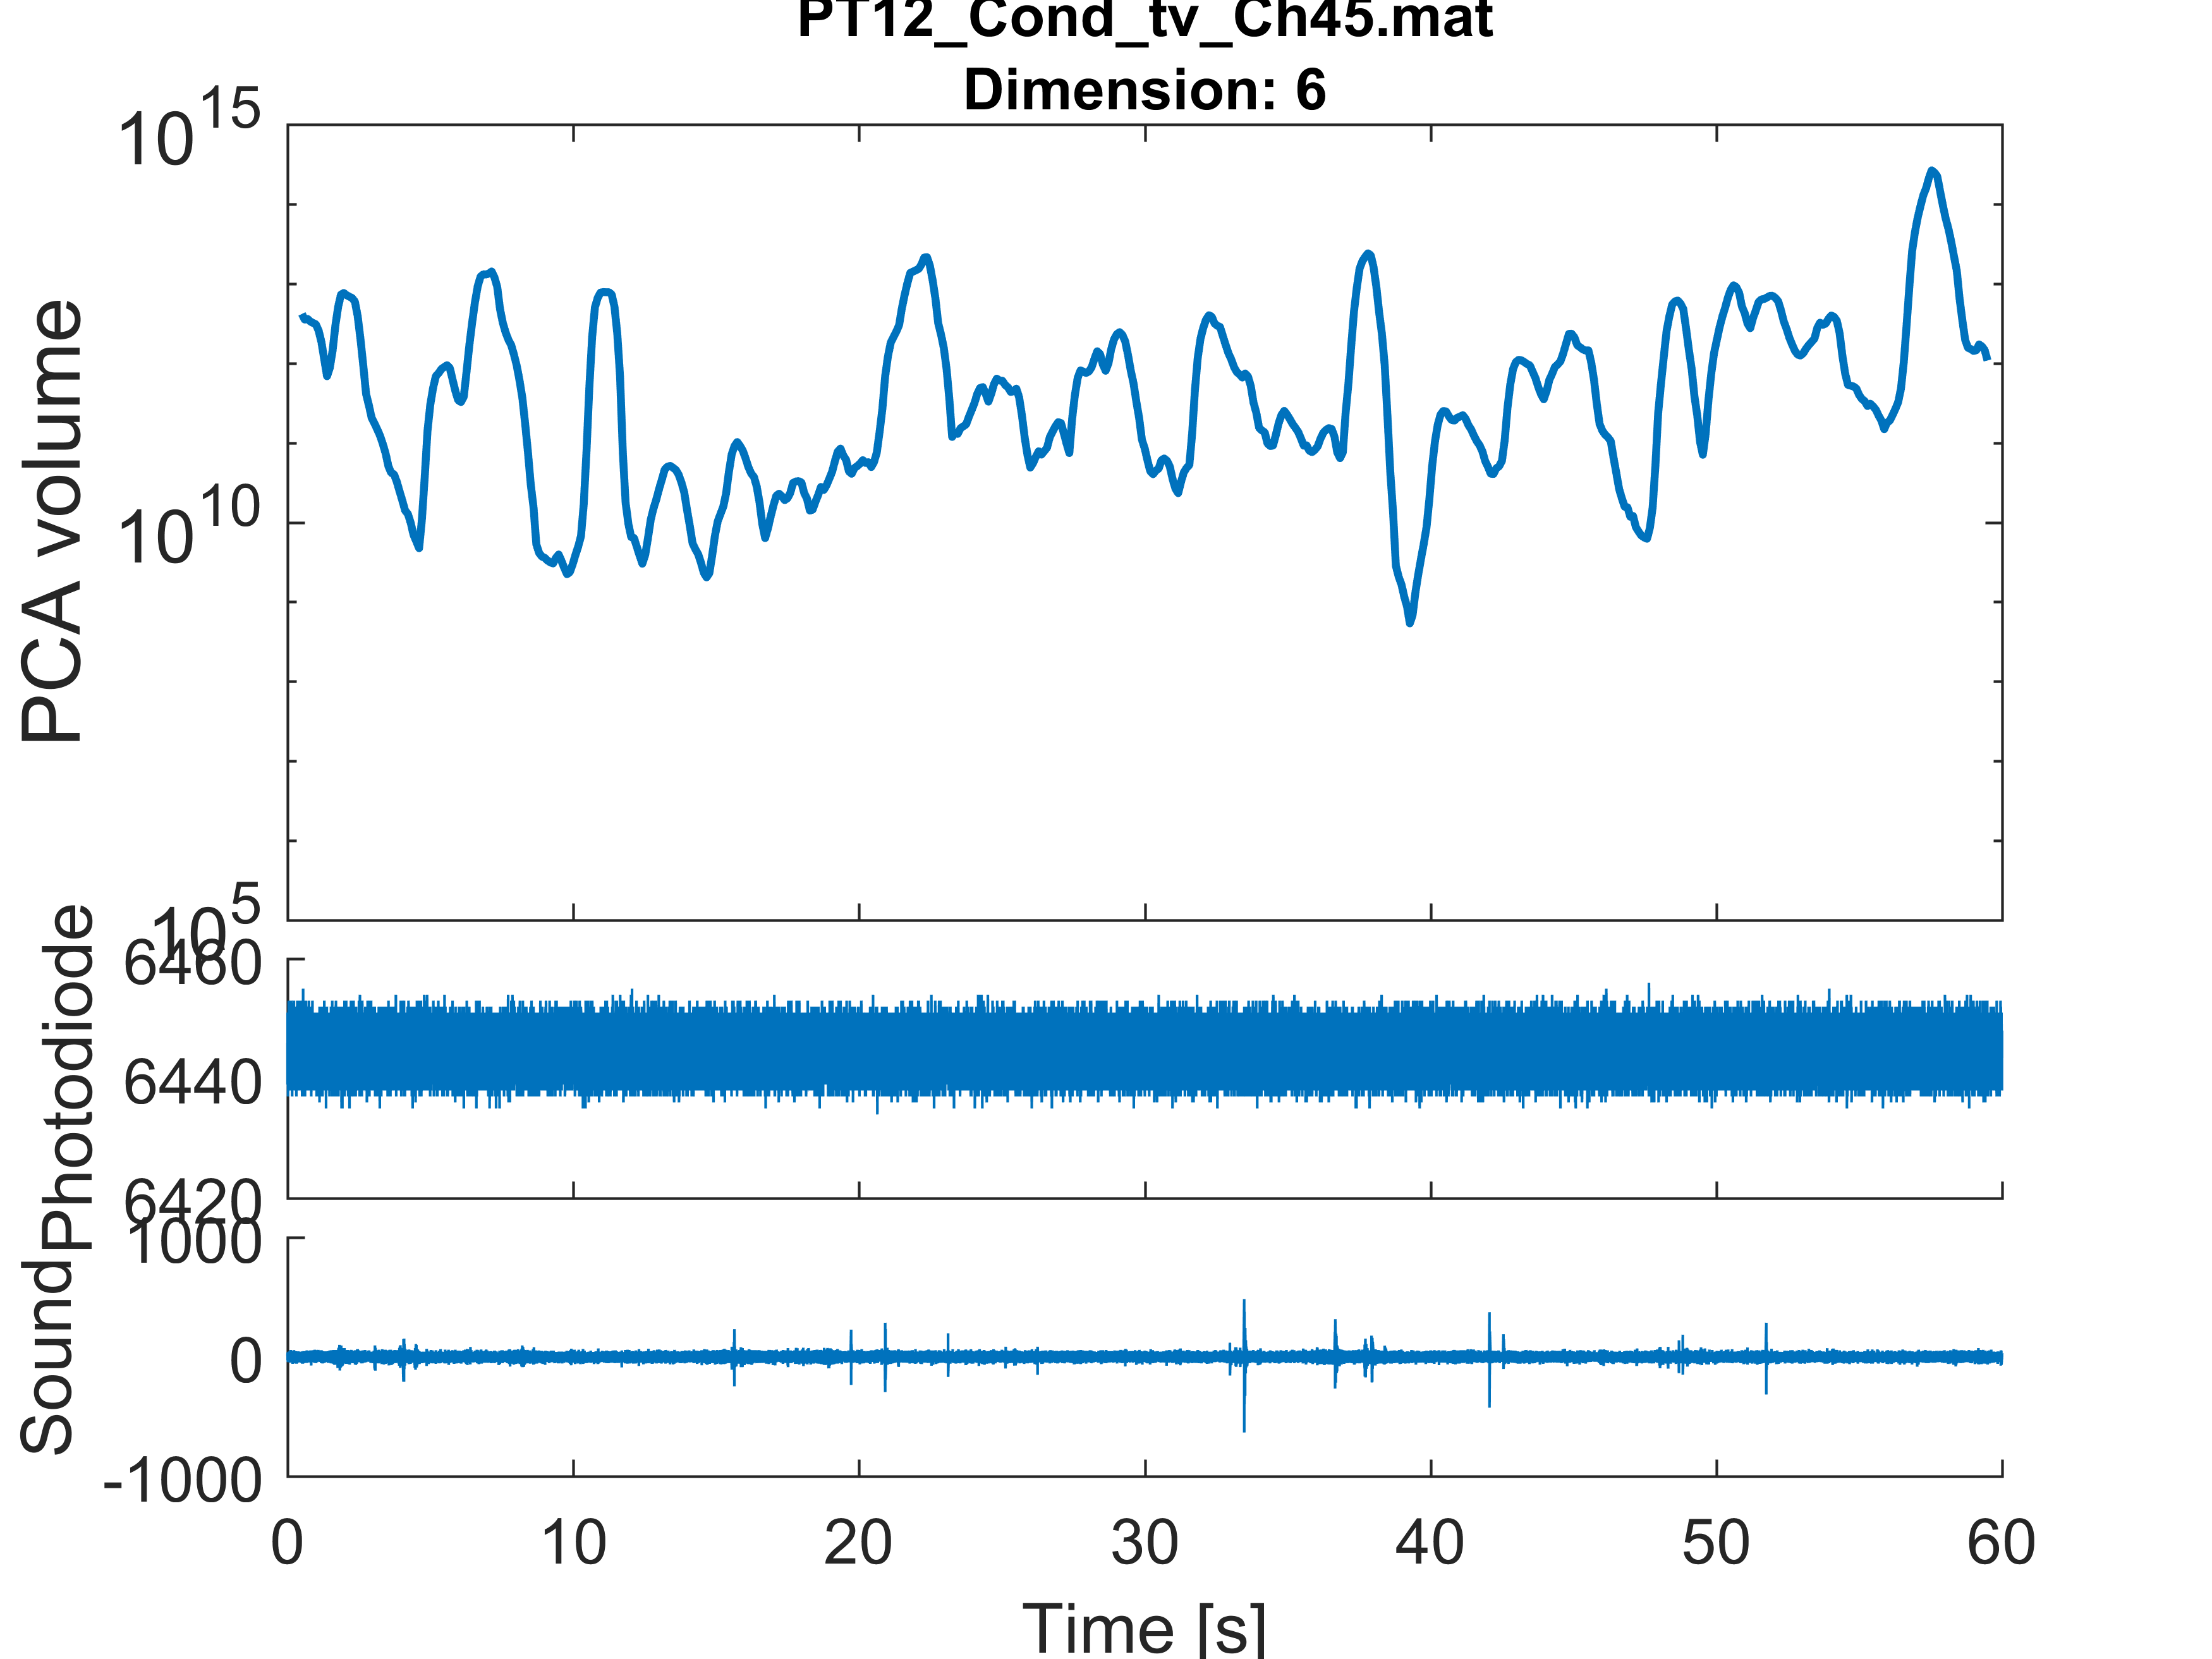 PT12_Cond_tv_Ch45.mat
Dimension: 6
PCA volume
10^15
10^10
10^5
Photodiode
6460
6440
6420
Sound
1000
0
-1000
0 10 20 30 40 50 60
Time [s]